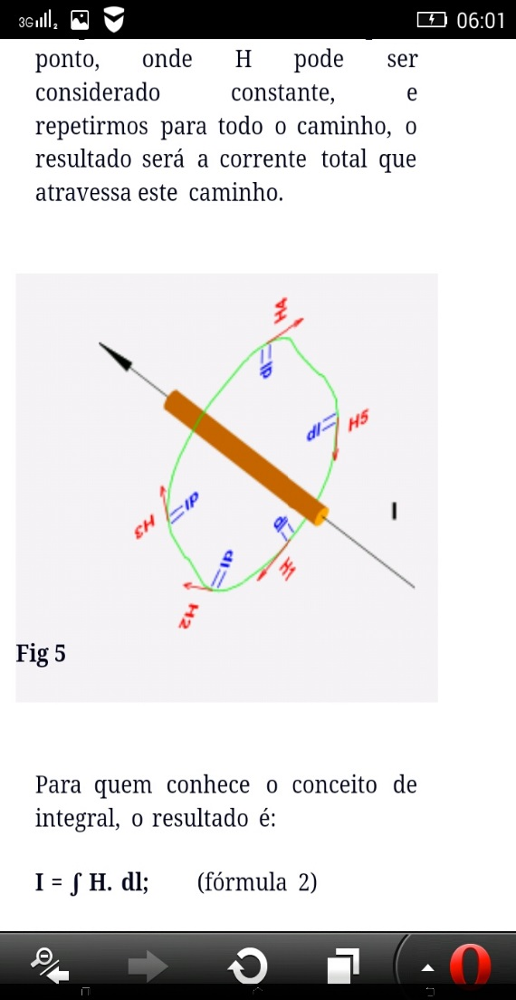 3G 2 06:01
ponto, onde H pode ser
considerado constante, e
repetirmos para todo o caminho, o
resultado será a corrente total que
atravessa este caminho.
H4
dl
dl H5
I
H3 dl
dl
H1
dl
H2
Fig 5
Para quem conhece o conceito de
integral, o resultado é:
I = ∫ H. dl; (fórmula 2)